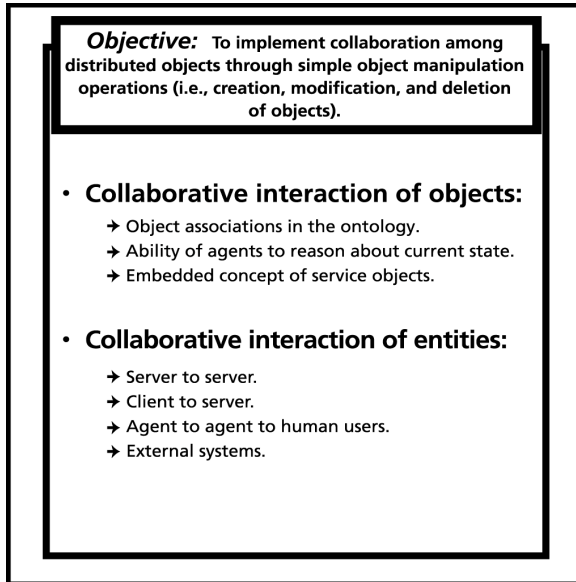 Objective: To implement collaboration among
distributed objects through simple object manipulation
operations (i.e., creation, modification, and deletion
of objects).
• Collaborative interaction of objects:
➔ Object associations in the ontology.
➔ Ability of agents to reason about current state.
➔ Embedded concept of service objects.
• Collaborative interaction of entities:
➔ Server to server.
➔ Client to server.
➔ Agent to agent to human users.
➔ External systems.